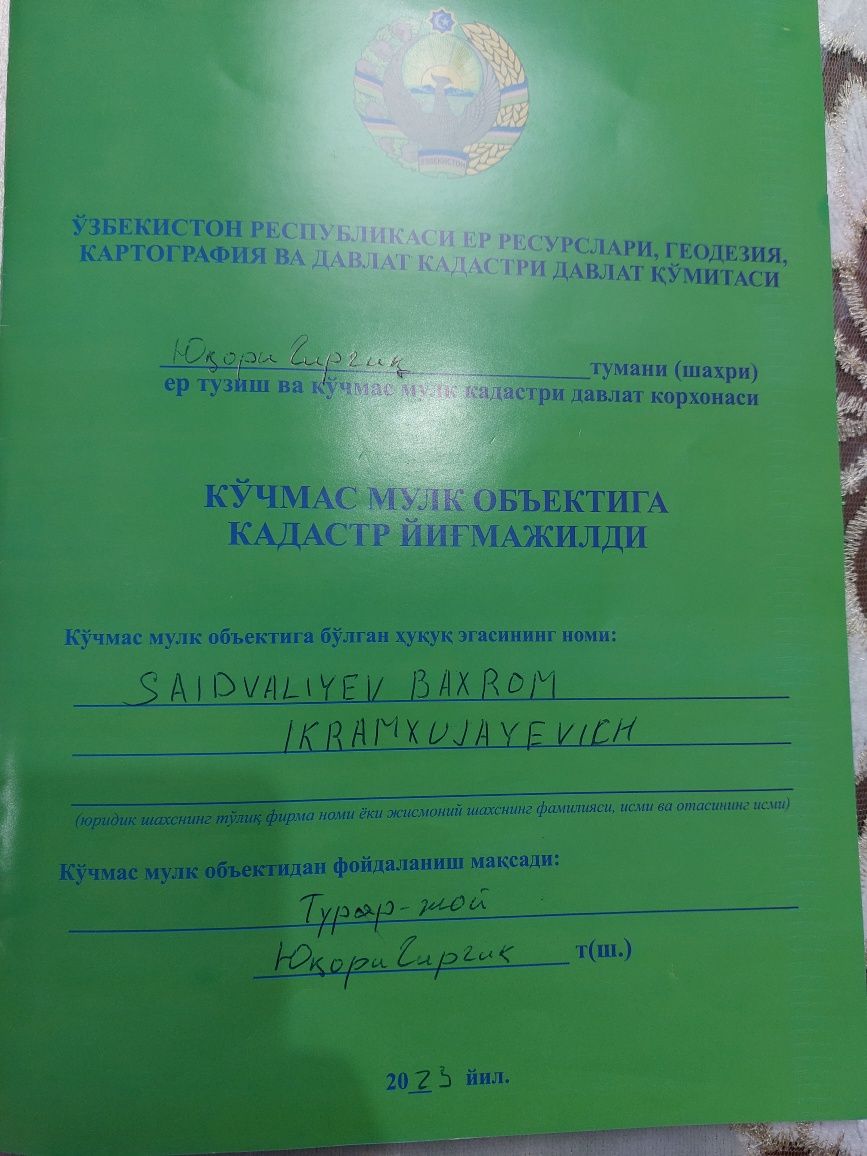 ЎЗБЕКИСТОН
ЎЗБЕКИСТОН РЕСПУБЛИКАСИ ЕР РЕСУРСЛАРИ, ГЕОДЕЗИЯ,
КАРТОГРАФИЯ ВА ДАВЛАТ КАДАСТРИ ДАВЛАТ ҚЎМИТАСИ
Юқори Чирчиқ тумани (шахри)
ер тузиш ва кўчмас мулк кадастри давлат корхонаси
КЎЧМАС МУЛК ОБЪЕКТИГА
КАДАСТР ЙИҒМАЖИЛДИ
Кўчмас мулк объектига бўлган ҳуқуқ эгасининг номи:
SAIDVALIYEV BAXROM
IKRAMXUJAYEVICH
(юридик шахснинг тўлиқ фирма номи ёки жисмоний шахснинг фамилияси, исми ва отасининг исми)
Кўчмас мулк объектидан фойдаланиш мақсади:
Турар-жой
Юқори Чирчиқ т(ш.)
2023 йил.